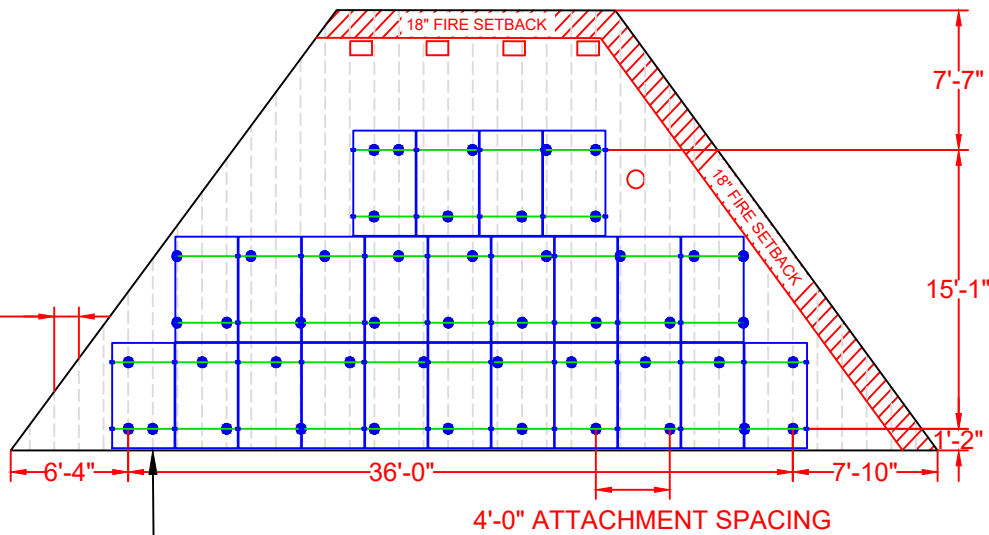 18" FIRE SETBACK
7'-7"
18" FIRE SETBACK
15'-1"
1'-2"
6'-4"
36'-0"
7'-10"
4'-0" ATTACHMENT SPACING